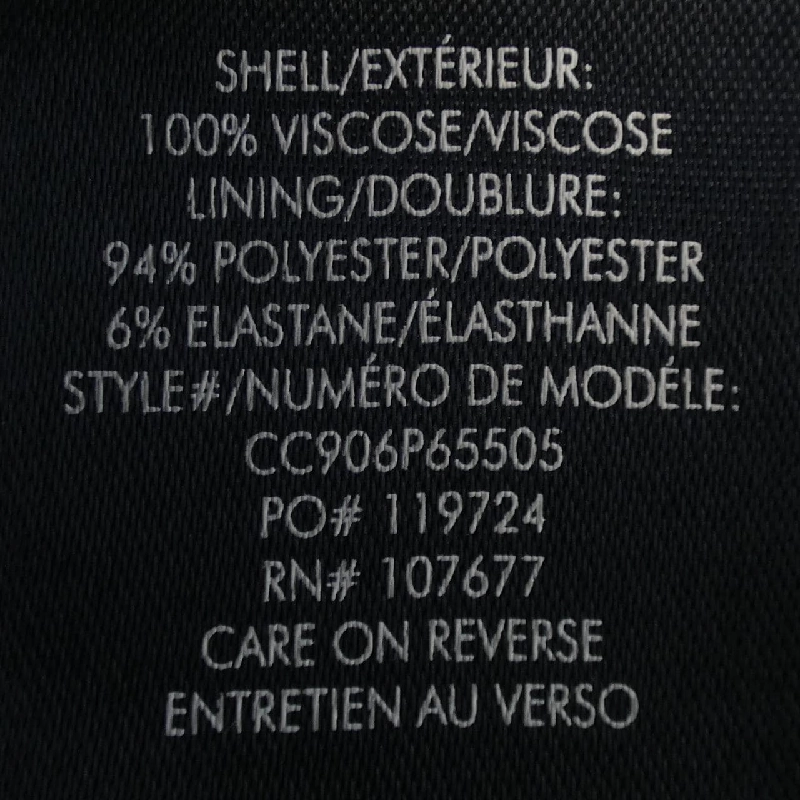 SHELL/EXTÉRIEUR:
100% VISCOSE/VISCOSE
LINING/DOUBLURE:
94% POLYESTER/POLYESTER
6% ELASTANE/ÉLASTHANNE
STYLE#/NUMÉRO DE MODÉLE:
CC906P65505
PO# 119724
RN# 107677
CARE ON REVERSE
ENTRETIEN AU VERSO